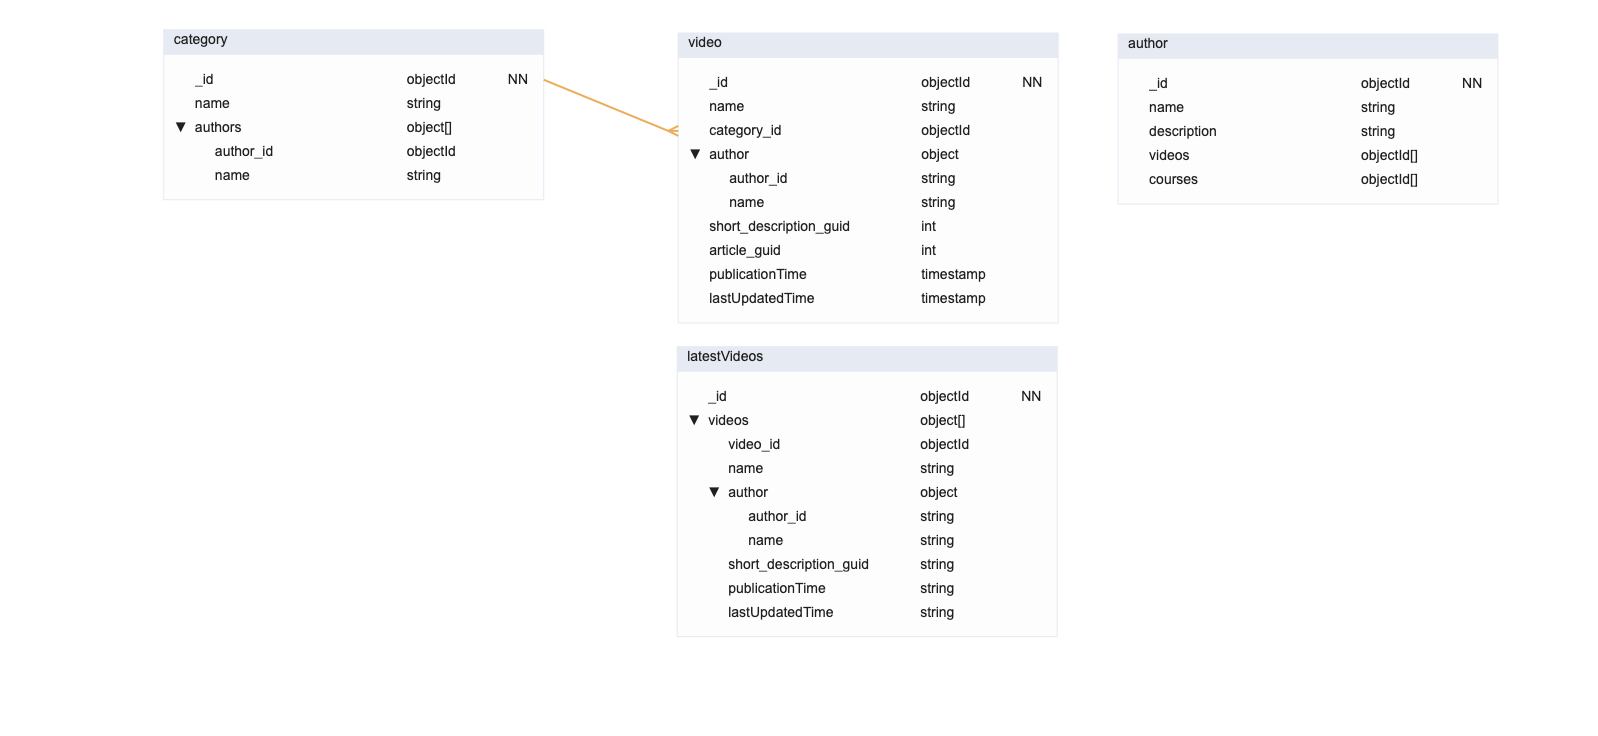 category
_id objectId NN
name string
▼ authors object[]
author_id objectId
name string
video
_id objectId NN
name string
category_id objectId
▼ author object
author_id string
name string
short_description_guid int
article_guid int
publicationTime timestamp
lastUpdatedTime timestamp
author
_id objectId NN
name string
description string
videos objectId[]
courses objectId[]
latestVideos
_id objectId NN
▼ videos object[]
video_id objectId
name string
▼ author object
author_id string
name string
short_description_guid string
publicationTime string
lastUpdatedTime string